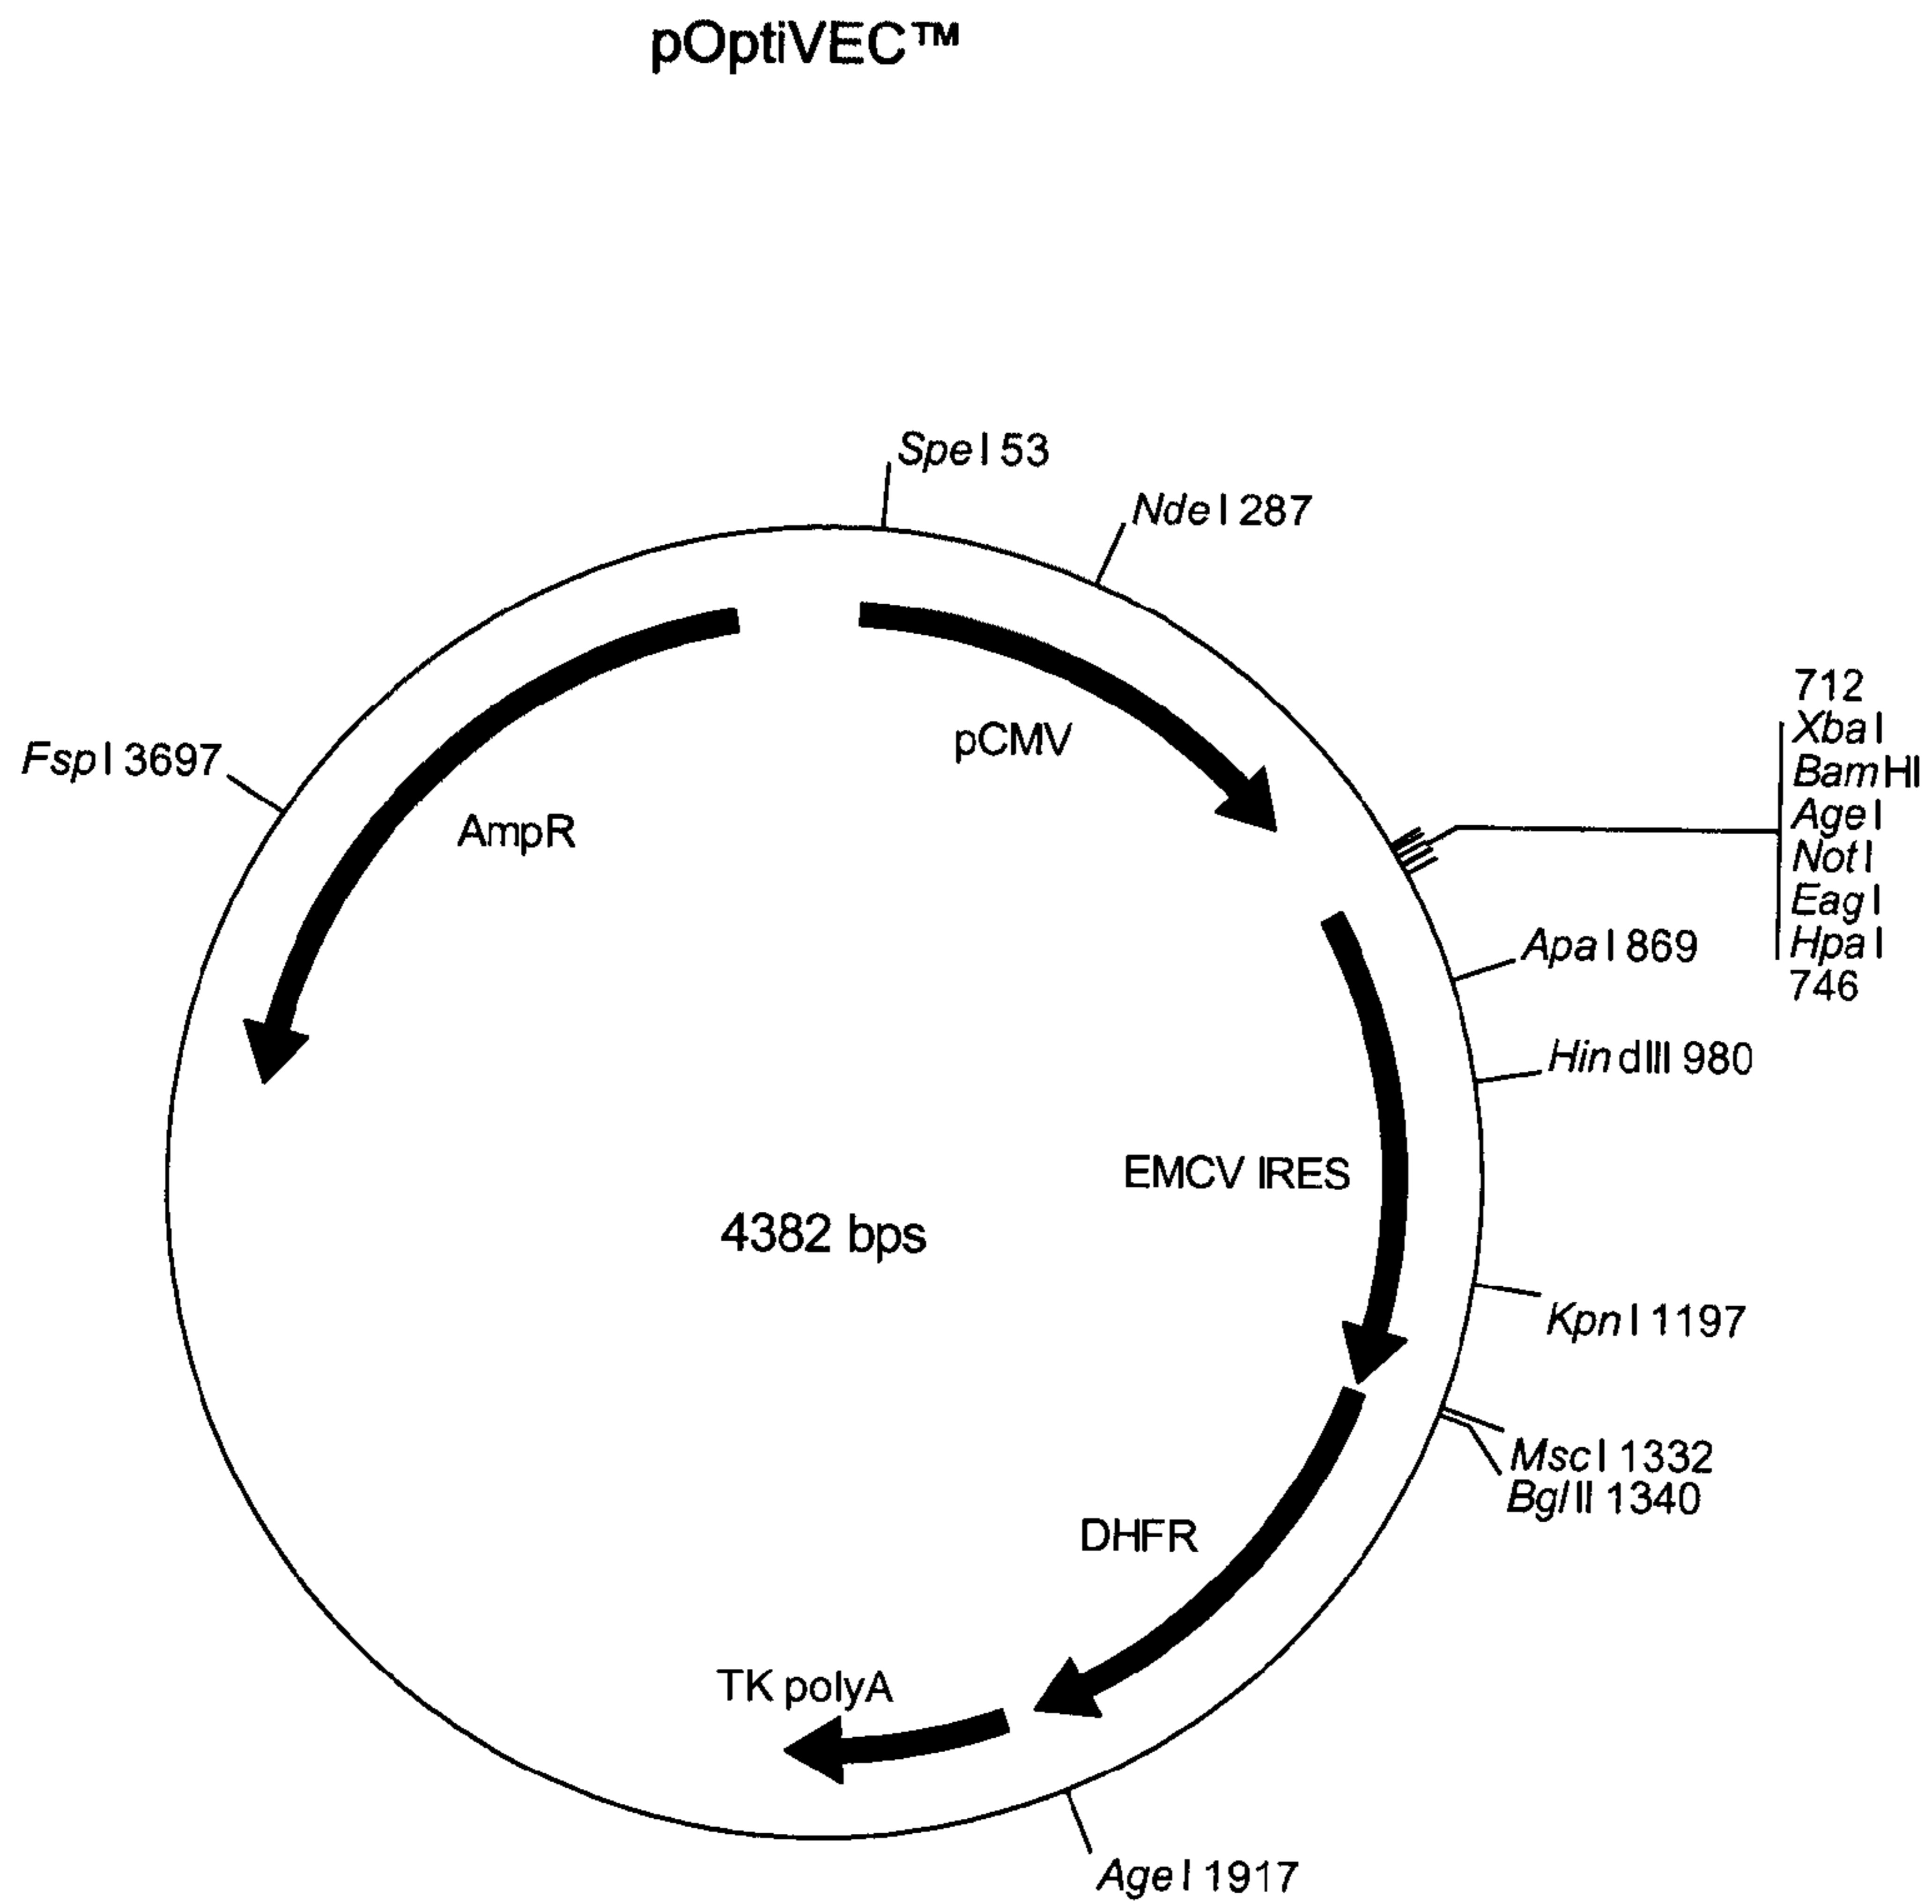 pOptiVEC™
SpeI 53
NdeI 287
712
XbaI
BamHI
AgeI
NotI
EagI
HpaI
746
FspI 3697
pCMV
AmpR
ApaI 869
HindIII 980
EMCV IRES
4382 bps
KpnI 1197
MscI 1332
BglII 1340
DHFR
TK polyA
AgeI 1917